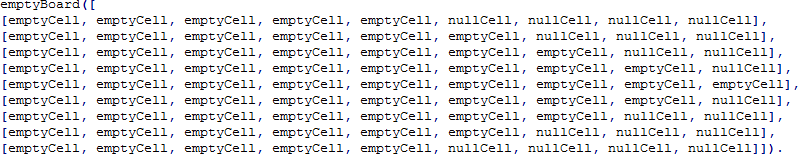 emptyBoard([
[emptyCell, emptyCell, emptyCell, emptyCell, emptyCell, nullCell, nullCell, nullCell, nullCell],
[emptyCell, emptyCell, emptyCell, emptyCell, emptyCell, emptyCell, nullCell, nullCell, nullCell],
[emptyCell, emptyCell, emptyCell, emptyCell, emptyCell, emptyCell, emptyCell, nullCell, nullCell],
[emptyCell, emptyCell, emptyCell, emptyCell, emptyCell, emptyCell, emptyCell, emptyCell, nullCell],
[emptyCell, emptyCell, emptyCell, emptyCell, emptyCell, emptyCell, emptyCell, emptyCell, emptyCell],
[emptyCell, emptyCell, emptyCell, emptyCell, emptyCell, emptyCell, emptyCell, emptyCell, nullCell],
[emptyCell, emptyCell, emptyCell, emptyCell, emptyCell, emptyCell, emptyCell, nullCell, nullCell],
[emptyCell, emptyCell, emptyCell, emptyCell, emptyCell, emptyCell, nullCell, nullCell, nullCell],
[emptyCell, emptyCell, emptyCell, emptyCell, emptyCell, nullCell, nullCell, nullCell, nullCell]]).